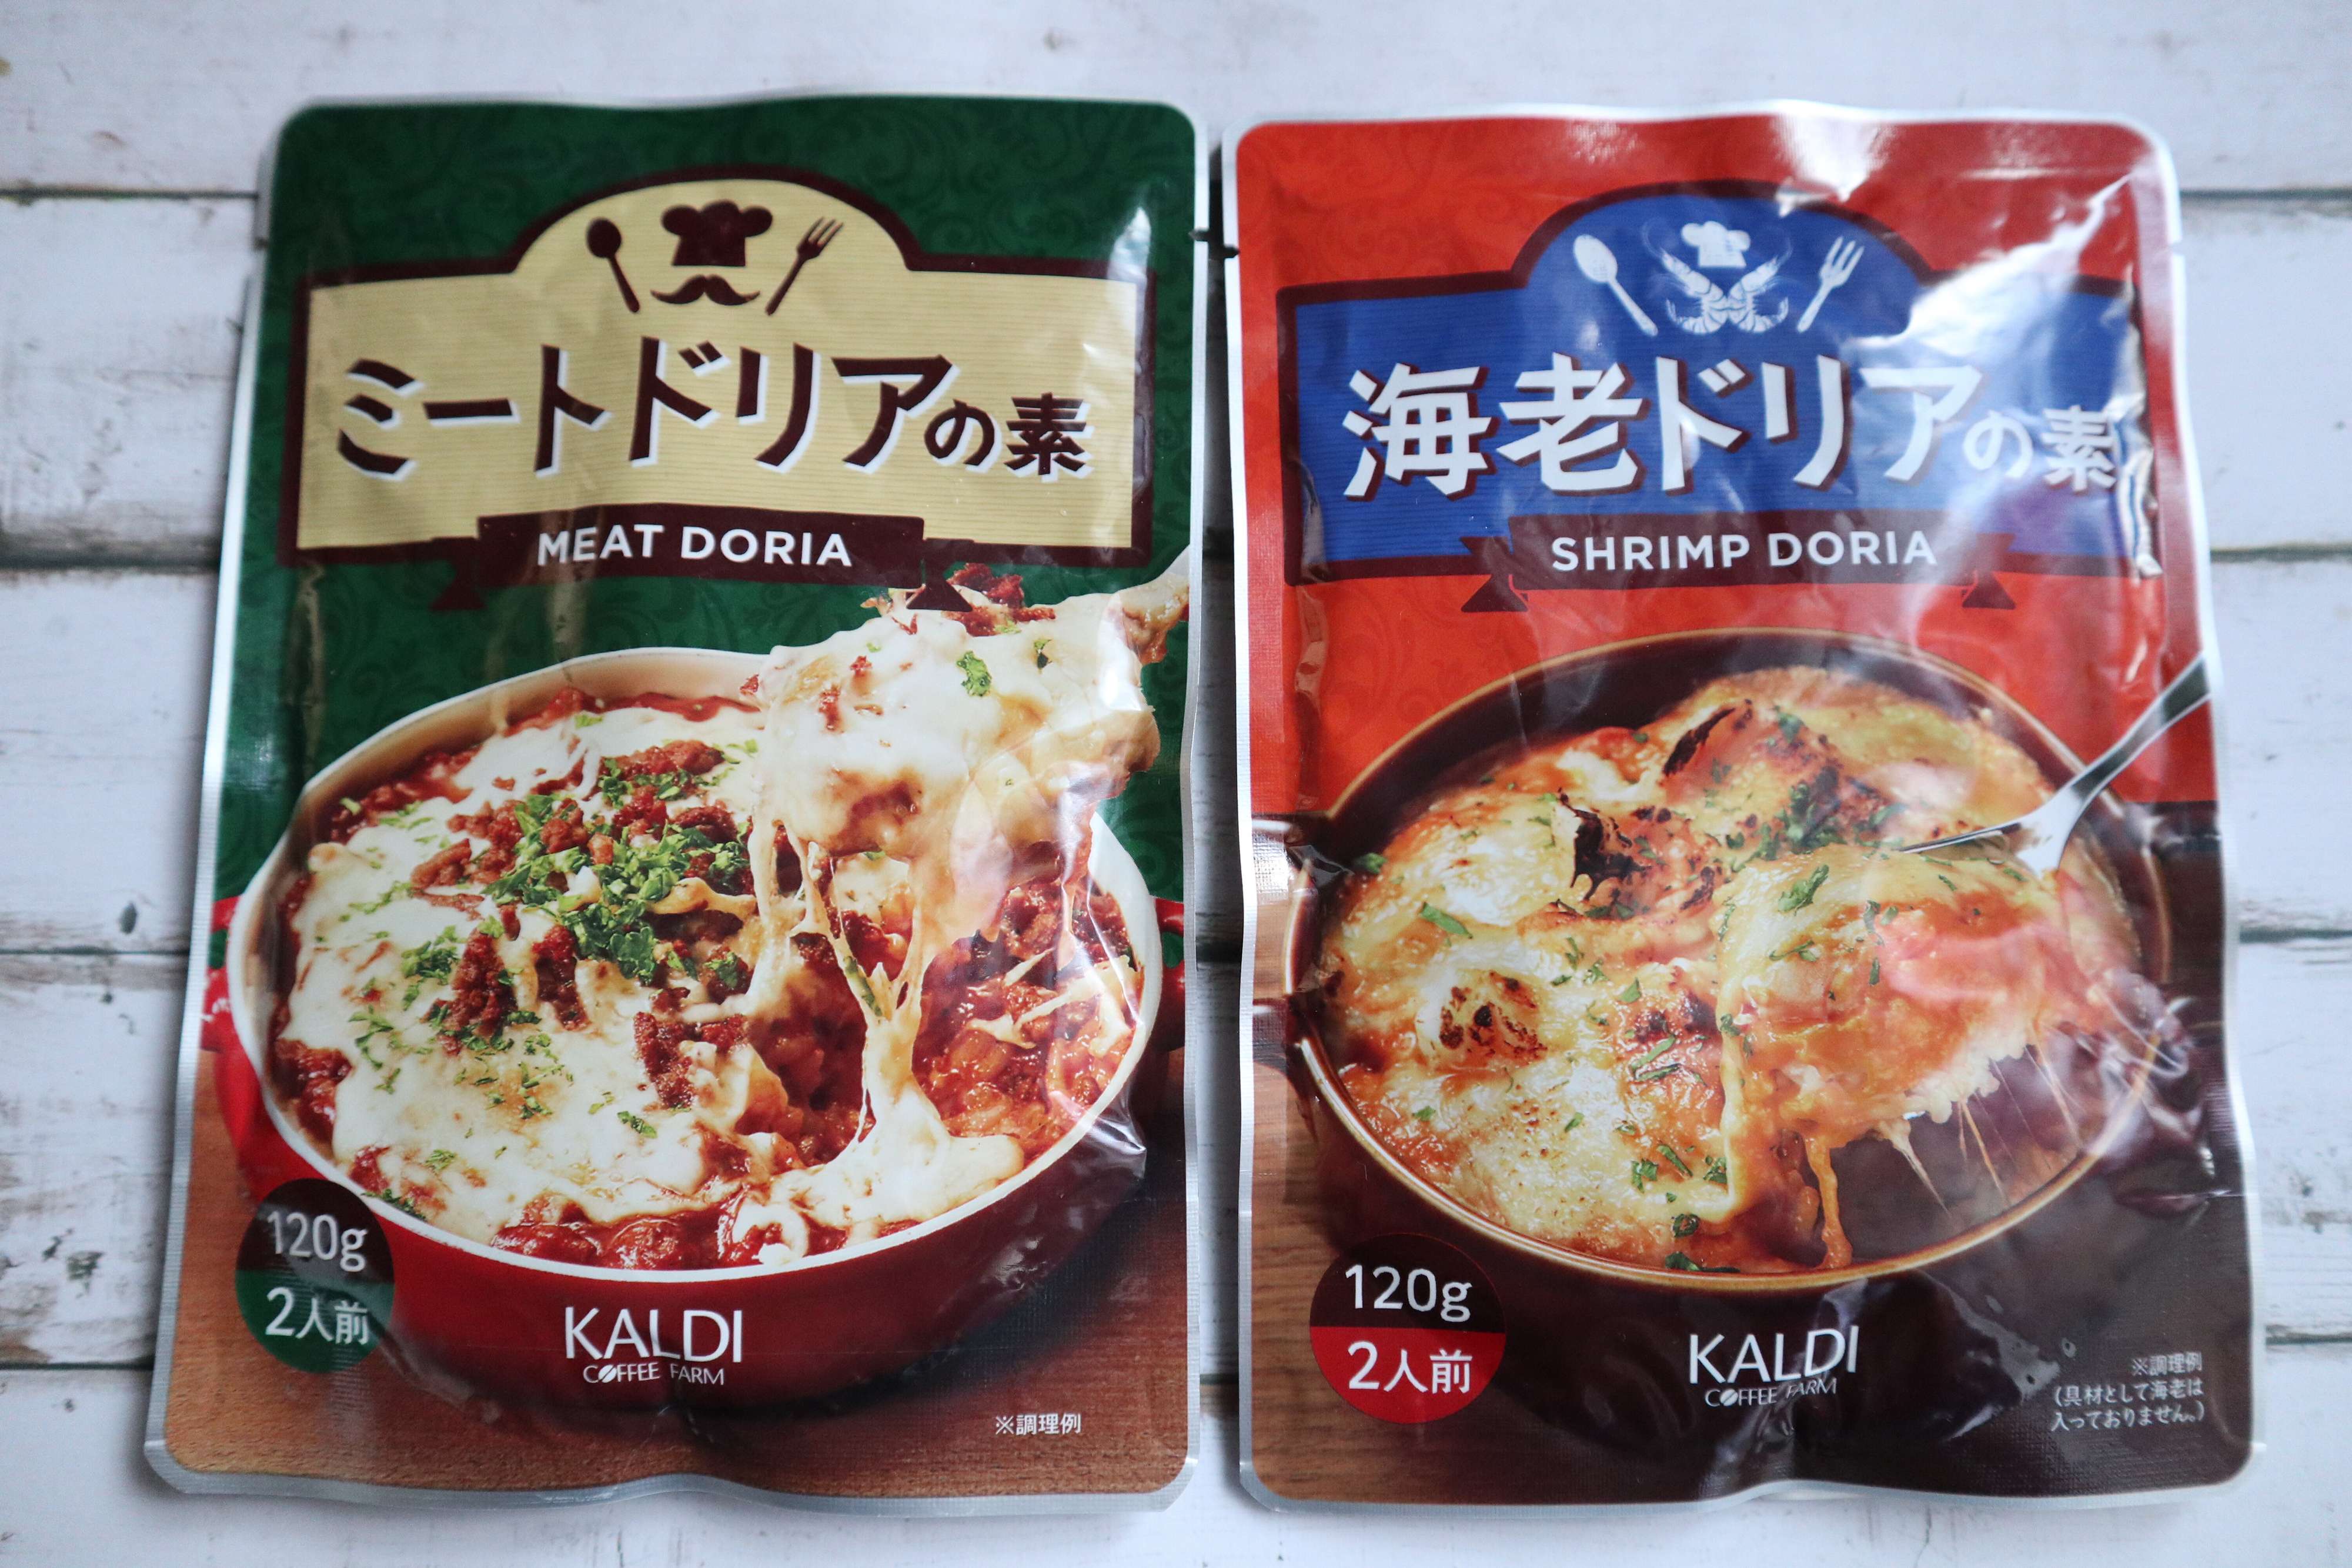 ミートドリアの素
MEAT DORIA
120g
2人前
KALDI
COFFEE FARM
※調理例
海老ドリアの素
SHRIMP DORIA
120g
2人前
KALDI
COFFEE FARM
※調理例
(具材として海老は
入っておりません。)